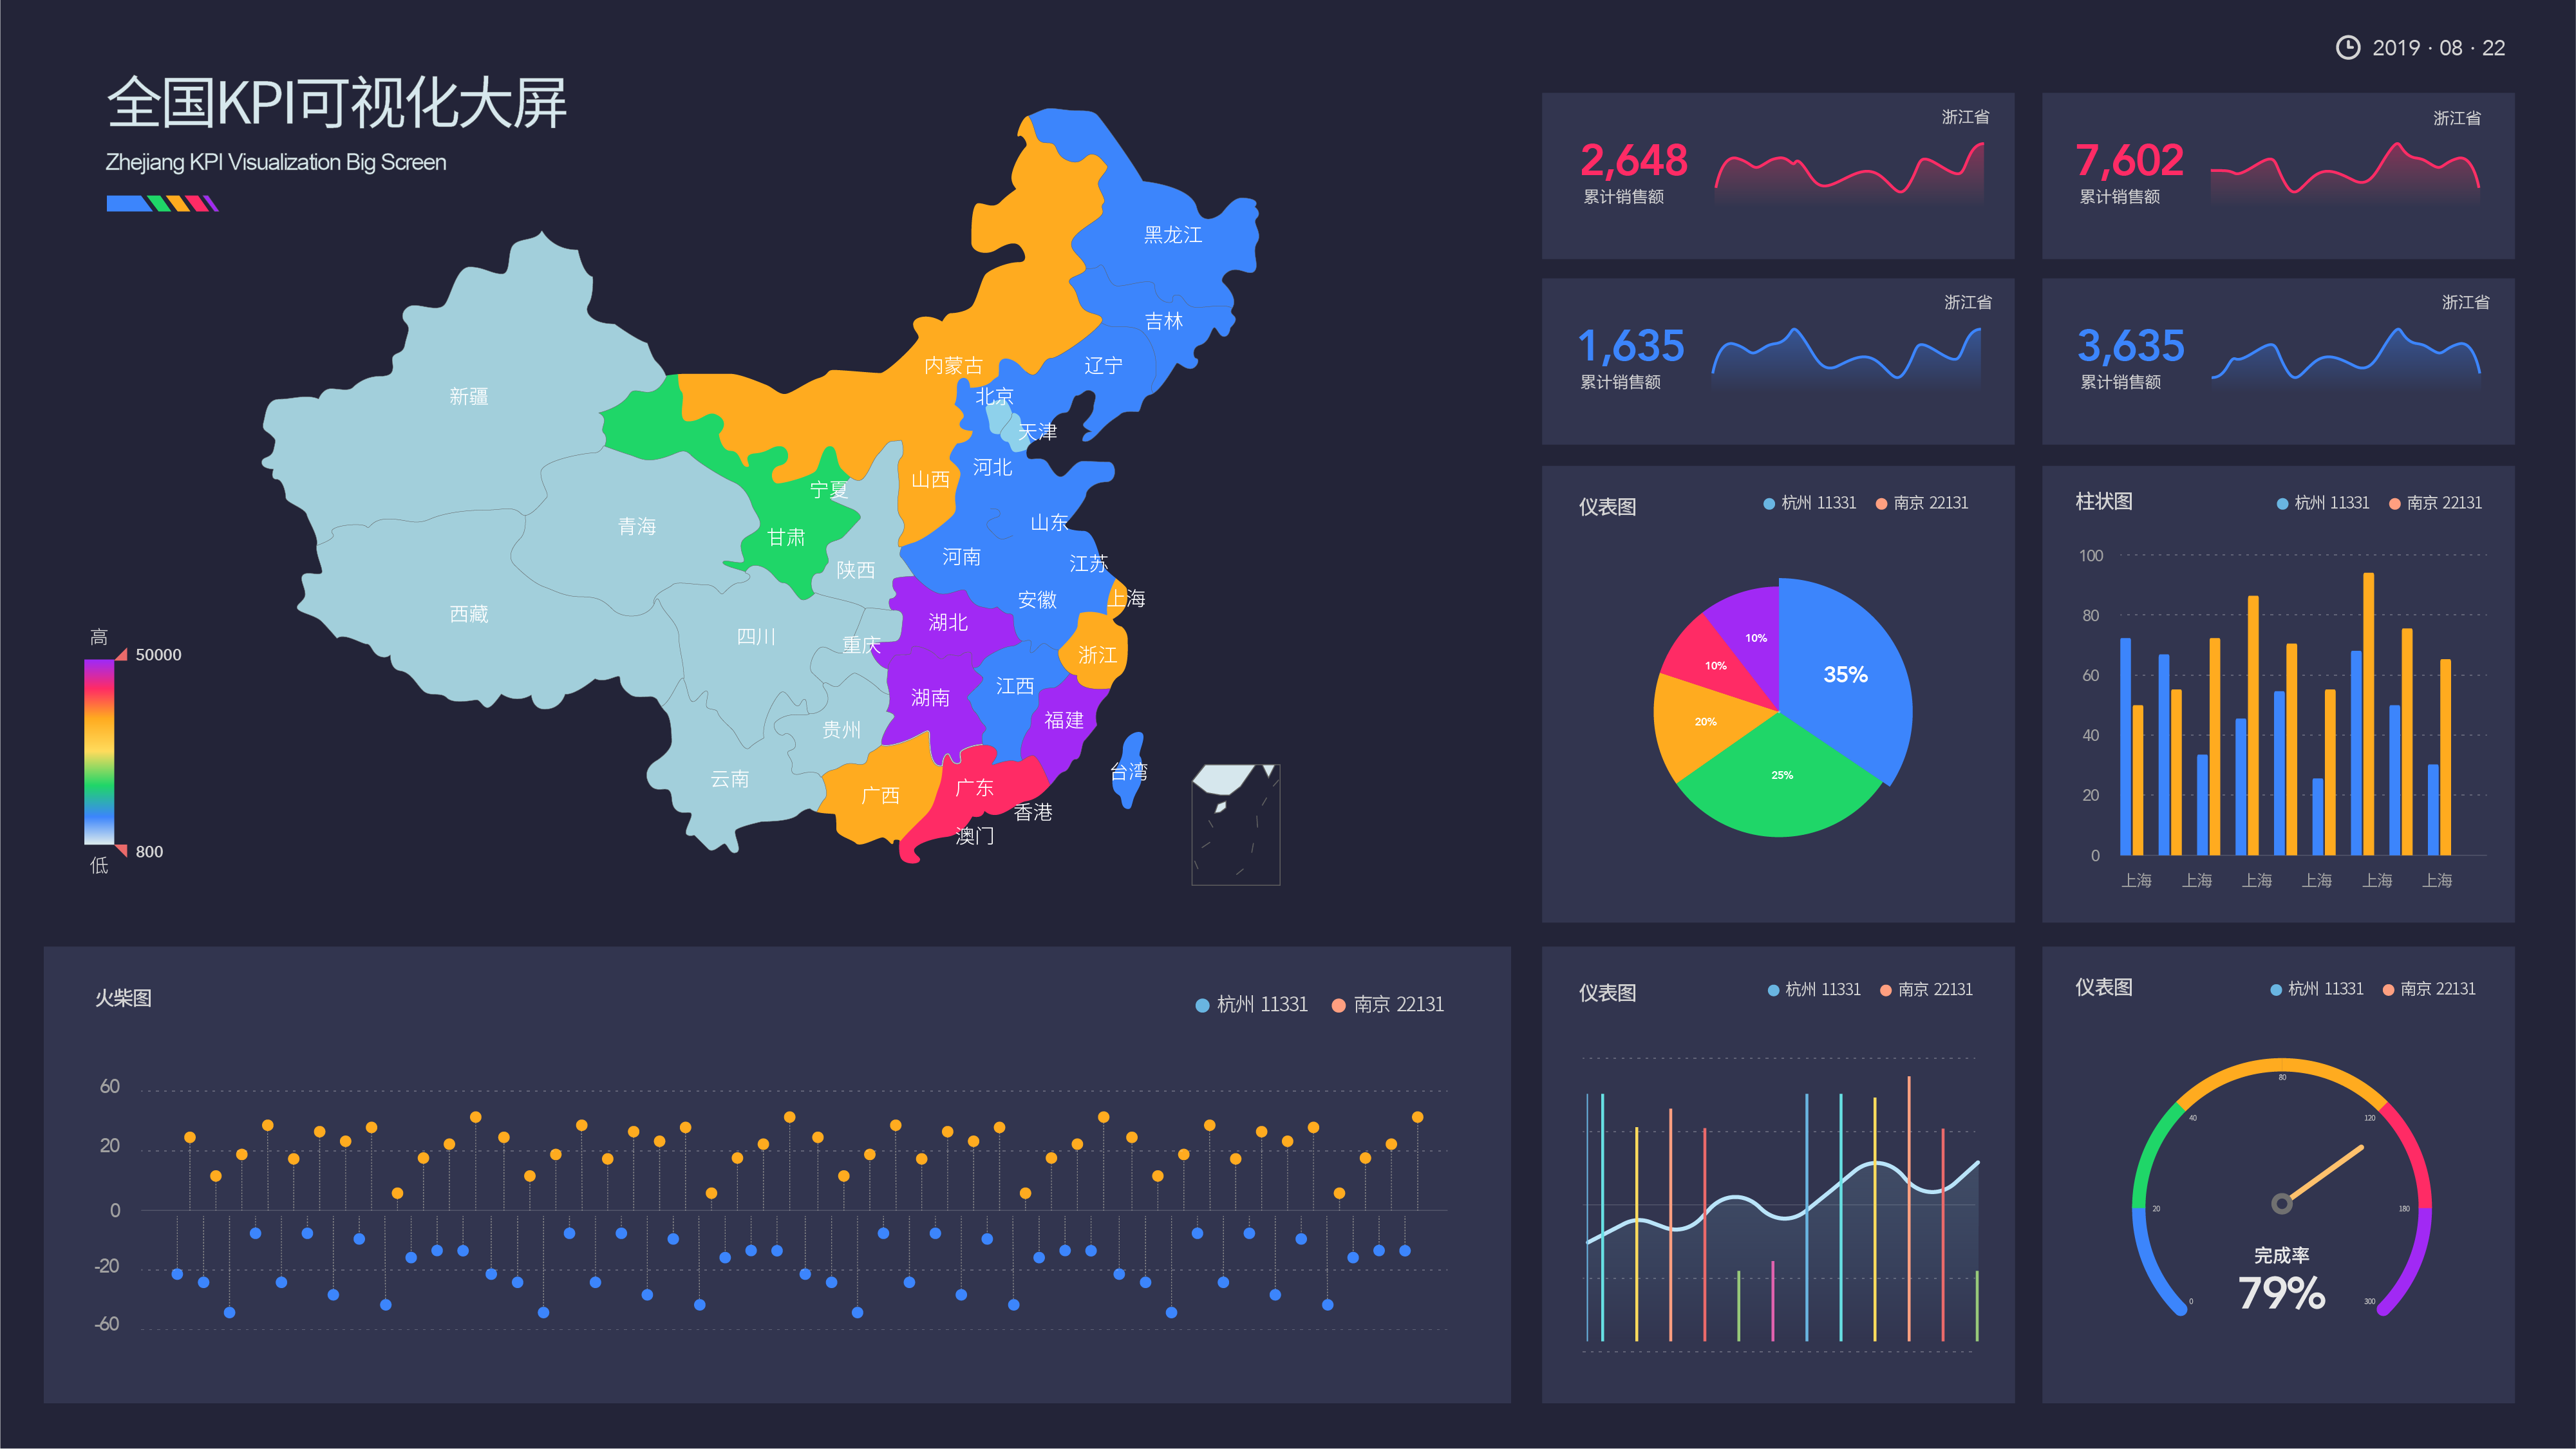 2019 · 08 · 22
全国KPI可视化大屏
Zhejiang KPI Visualization Big Screen
黑龙江
吉林
辽宁
内蒙古
北京
天津
新疆
河北
山西
宁夏
青海
甘肃
山东
河南
江苏
陕西
安徽
上海
西藏
湖北
四川
重庆
浙江
江西
湖南
福建
贵州
云南
台湾
广西
广东
香港
澳门
高
50000
800
低
浙江省
2,648
累计销售额
浙江省
7,602
累计销售额
浙江省
1,635
累计销售额
浙江省
3,635
累计销售额
仪表图
杭州 11331
南京 22131
35%
25%
20%
10%
10%
柱状图
杭州 11331
南京 22131
100
80
60
40
20
0
上海 上海 上海 上海 上海 上海
火柴图
杭州 11331
南京 22131
60
20
0
-20
-60
仪表图
杭州 11331
南京 22131
仪表图
杭州 11331
南京 22131
80
40
120
20
180
0
300
完成率
79%